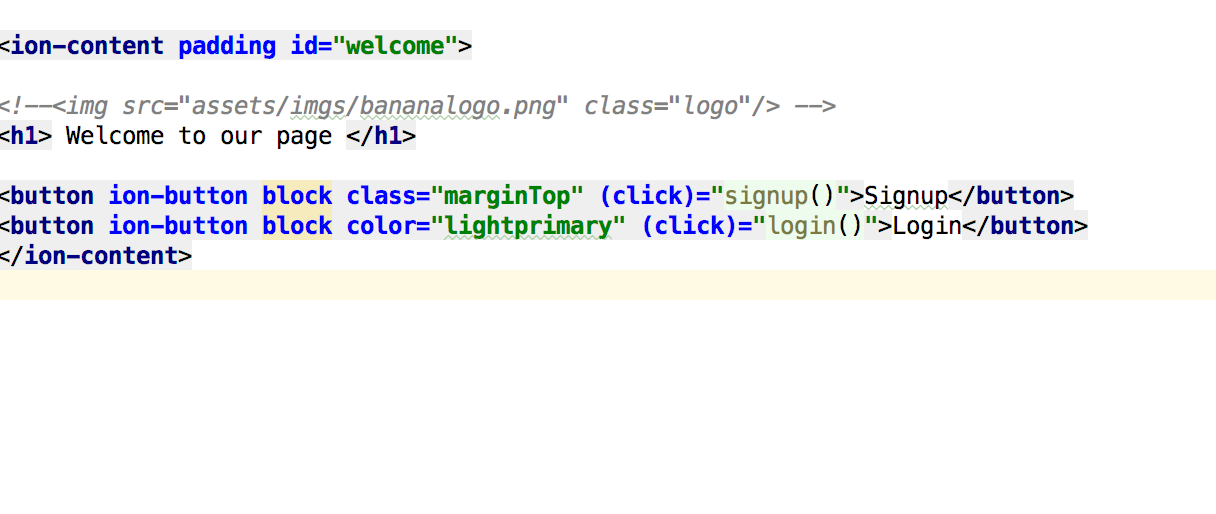 <ion-content padding id="welcome">
<!--<img src="assets/imgs/bananalogo.png" class="logo"/> -->
<h1> Welcome to our page </h1>
<button ion-button block class="marginTop" (click)="signup()">Signup</button>
<button ion-button block color="lightprimary" (click)="login()">Login</button>
</ion-content>